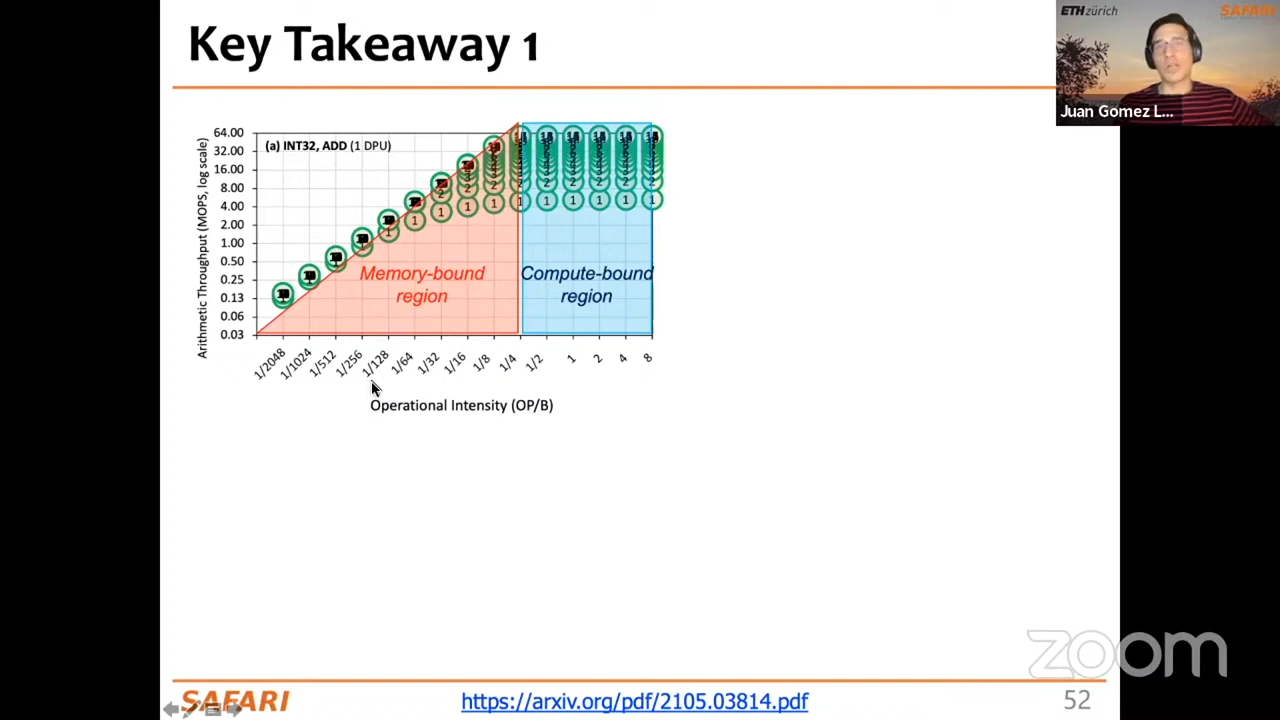 Key Takeaway 1
ETH zürich
SAFARI
Juan Gomez L...
Arithmetic Throughput (MOPS, log scale)
64.00
32.00
16.00
8.00
4.00
2.00
1.00
0.50
0.25
0.13
0.06
0.03
(a) INT32, ADD (1 DPU)
Memory-bound
region
Compute-bound
region
1/2048
1/1024
1/512
1/256
1/128
1/64
1/32
1/16
1/8
1/4
1/2
1
2
4
8
Operational Intensity (OP/B)
zoom
SAFARI
https://arxiv.org/pdf/2105.03814.pdf
52